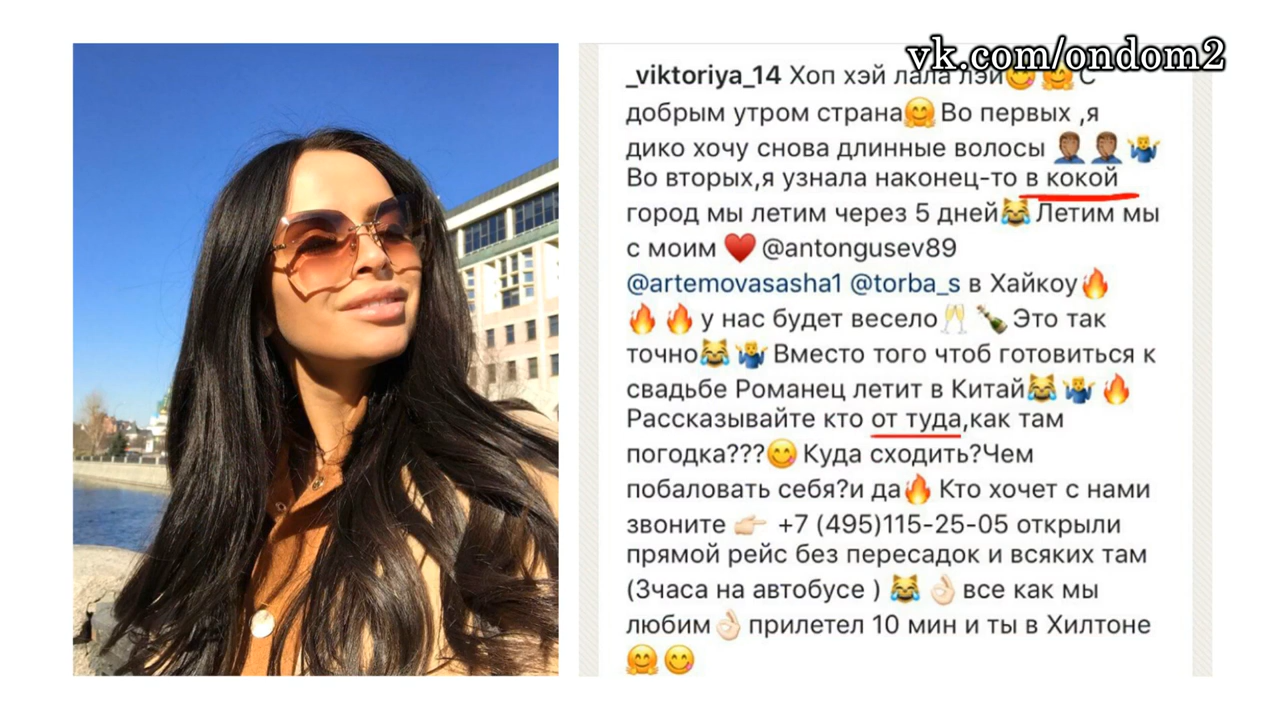 vk.com/ondom2
_viktoriya_14 Хоп хэй лала лэй😋🤗С
добрым утром страна🤗Во первых ,я
дико хочу снова длинные волосы 🤦🏾‍♂️🤦🏾‍♂️🤷‍♂️
Во вторых,я узнала наконец-то в кокой
город мы летим через 5 дней😹Летим мы
с моим ❤️@antongusev89
@artemovasasha1 @torba_s в Хайкоу🔥
🔥🔥у нас будет весело🥂🍾Это так
точно😹🤷‍♂️Вместо того чтоб готовиться к
свадьбе Романец летит в Китай😹🤷‍♂️🔥
Рассказывайте кто от туда,как там
погодка???😋Куда сходить?Чем
побаловать себя?и да🔥Кто хочет с нами
звоните 👉🏻 +7 (495)115-25-05 открыли
прямой рейс без пересадок и всяких там
(3часа на автобусе ) 😹👌🏻все как мы
любим👌🏻прилетел 10 мин и ты в Хилтоне
🤗😋